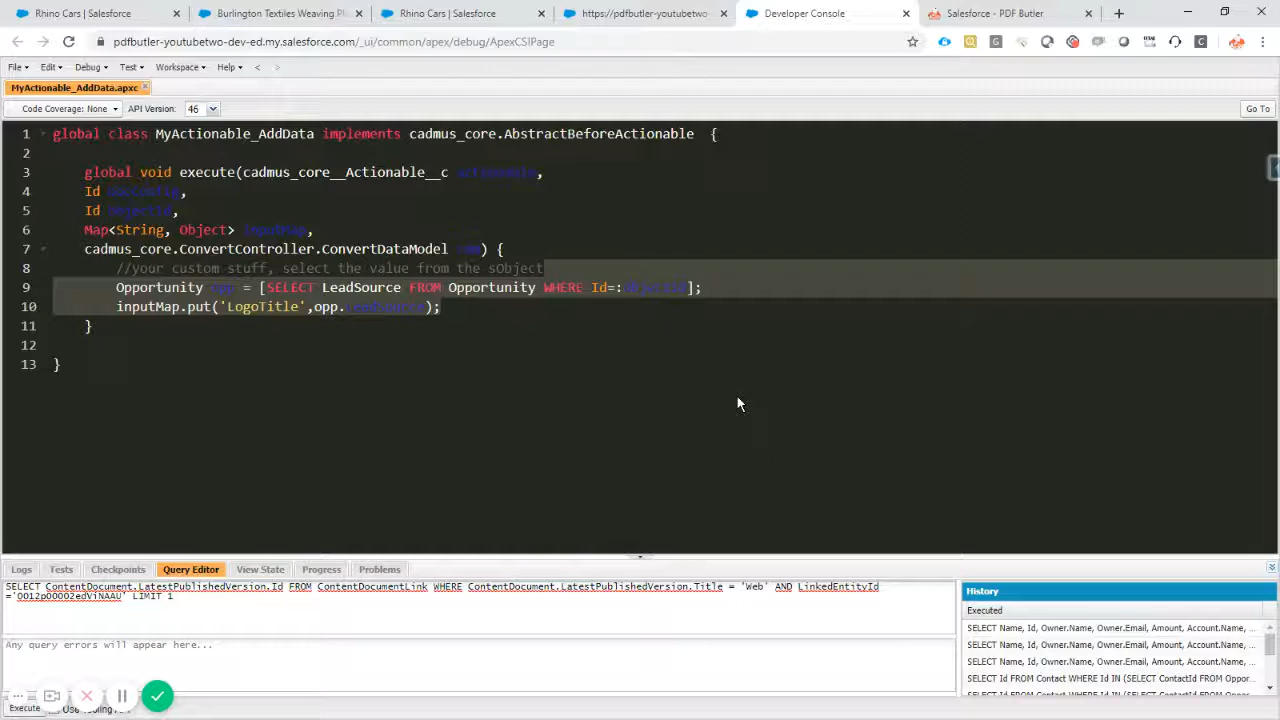 Rhino Cars | Salesforce
Burlington Textiles Weaving Pl
Rhino Cars | Salesforce
https://pdfbutler-youtubetwo
Developer Console
Salesforce - PDF Butler
pdfbutler-youtubetwo-dev-ed.my.salesforce.com/_ui/common/apex/debug/ApexCSIPage
File Edit Debug Test Workspace Help < >
MyActionable_AddData.apxc
Code Coverage: None API Version: 46 Go To
1 global class MyActionable_AddData implements cadmus_core.AbstractBeforeActionable {
2
3 global void execute(cadmus_core__Actionable__c actionable,
4 Id docConfig,
5 Id objectId,
6 Map<String, Object> inputMap,
7 cadmus_core.ConvertController.ConvertDataModel {
8 //your custom stuff, select the value from the sObject
9 Opportunity opp = [SELECT LeadSource FROM Opportunity WHERE Id=:objectId];
10 inputMap.put('LogoTitle',opp.LeadSource);
11 }
12
13 }
Logs Tests Checkpoints Query Editor View State Progress Problems
SELECT ContentDocument.LatestPublishedVersion.Id FROM ContentDocumentLink WHERE ContentDocument.LatestPublishedVersion.Title = 'Web' AND LinkedEntityId
LIMIT 1
Any query errors will appear here...
History
Executed
SELECT Name, Id, Owner.Name, Owner.Email, Amount, Account.Name, ...
SELECT Name, Id, Owner.Name, Owner.Email, Amount, Account.Name, ...
SELECT Name, Id, Owner.Name, Owner.Email, Amount, Account.Name, ...
SELECT Id FROM Contact WHERE Id IN (SELECT ContactId FROM Oppor...
Execute